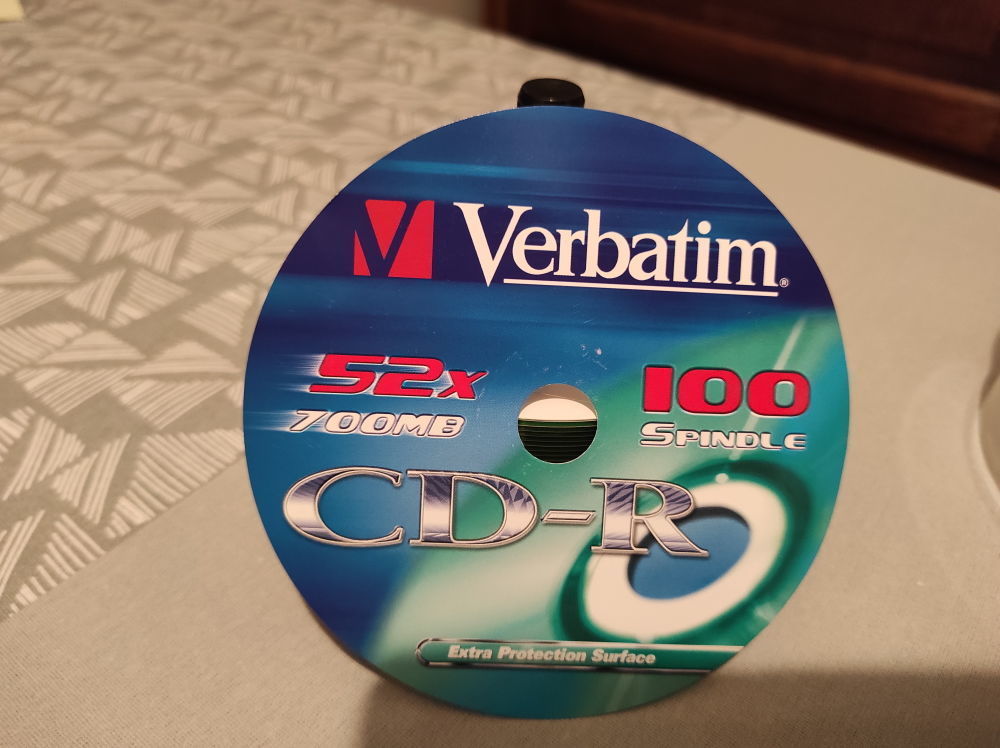 Verbatim®
52x
700MB
100
SPINDLE
CD-R
Extra Protection Surface